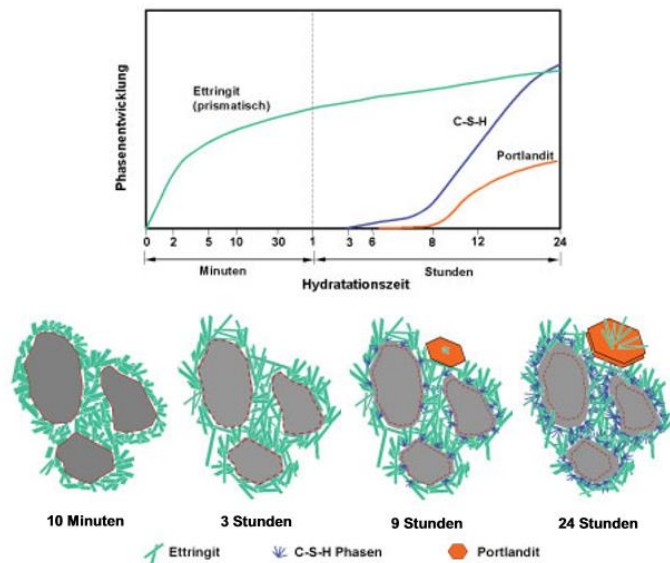 Phasenentwicklung
Ettringit
(prismatisch)
C-S-H
Portlandit
0 2 5 10 30 1 3 6 8 12 24
Minuten Stunden
Hydratationszeit
10 Minuten 3 Stunden 9 Stunden 24 Stunden
Ettringit C-S-H Phasen Portlandit